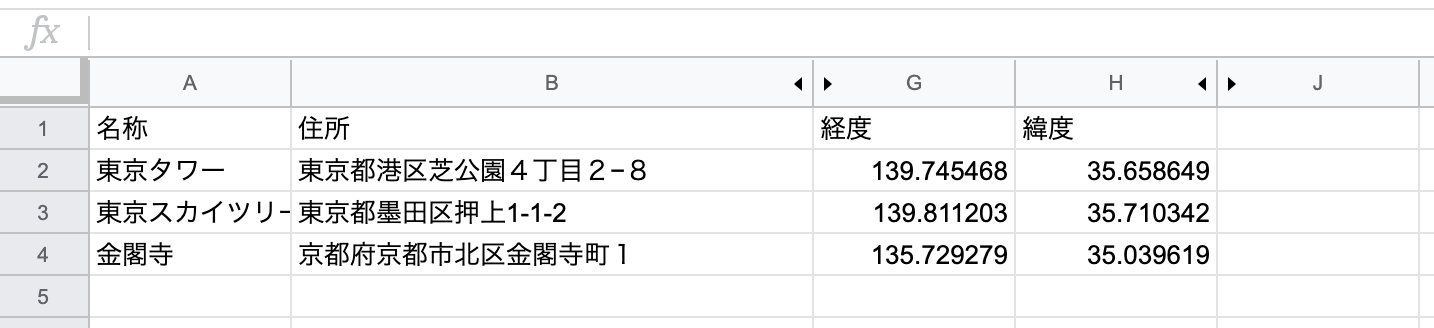 fx
A B G H J
1 名称 住所 経度 緯度
2 東京タワー 東京都港区芝公園４丁目２−８ 139.745468 35.658649
3 東京スカイツリー 東京都墨田区押上1-1-2 139.811203 35.710342
4 金閣寺 京都府京都市北区金閣寺町１ 135.729279 35.039619
5